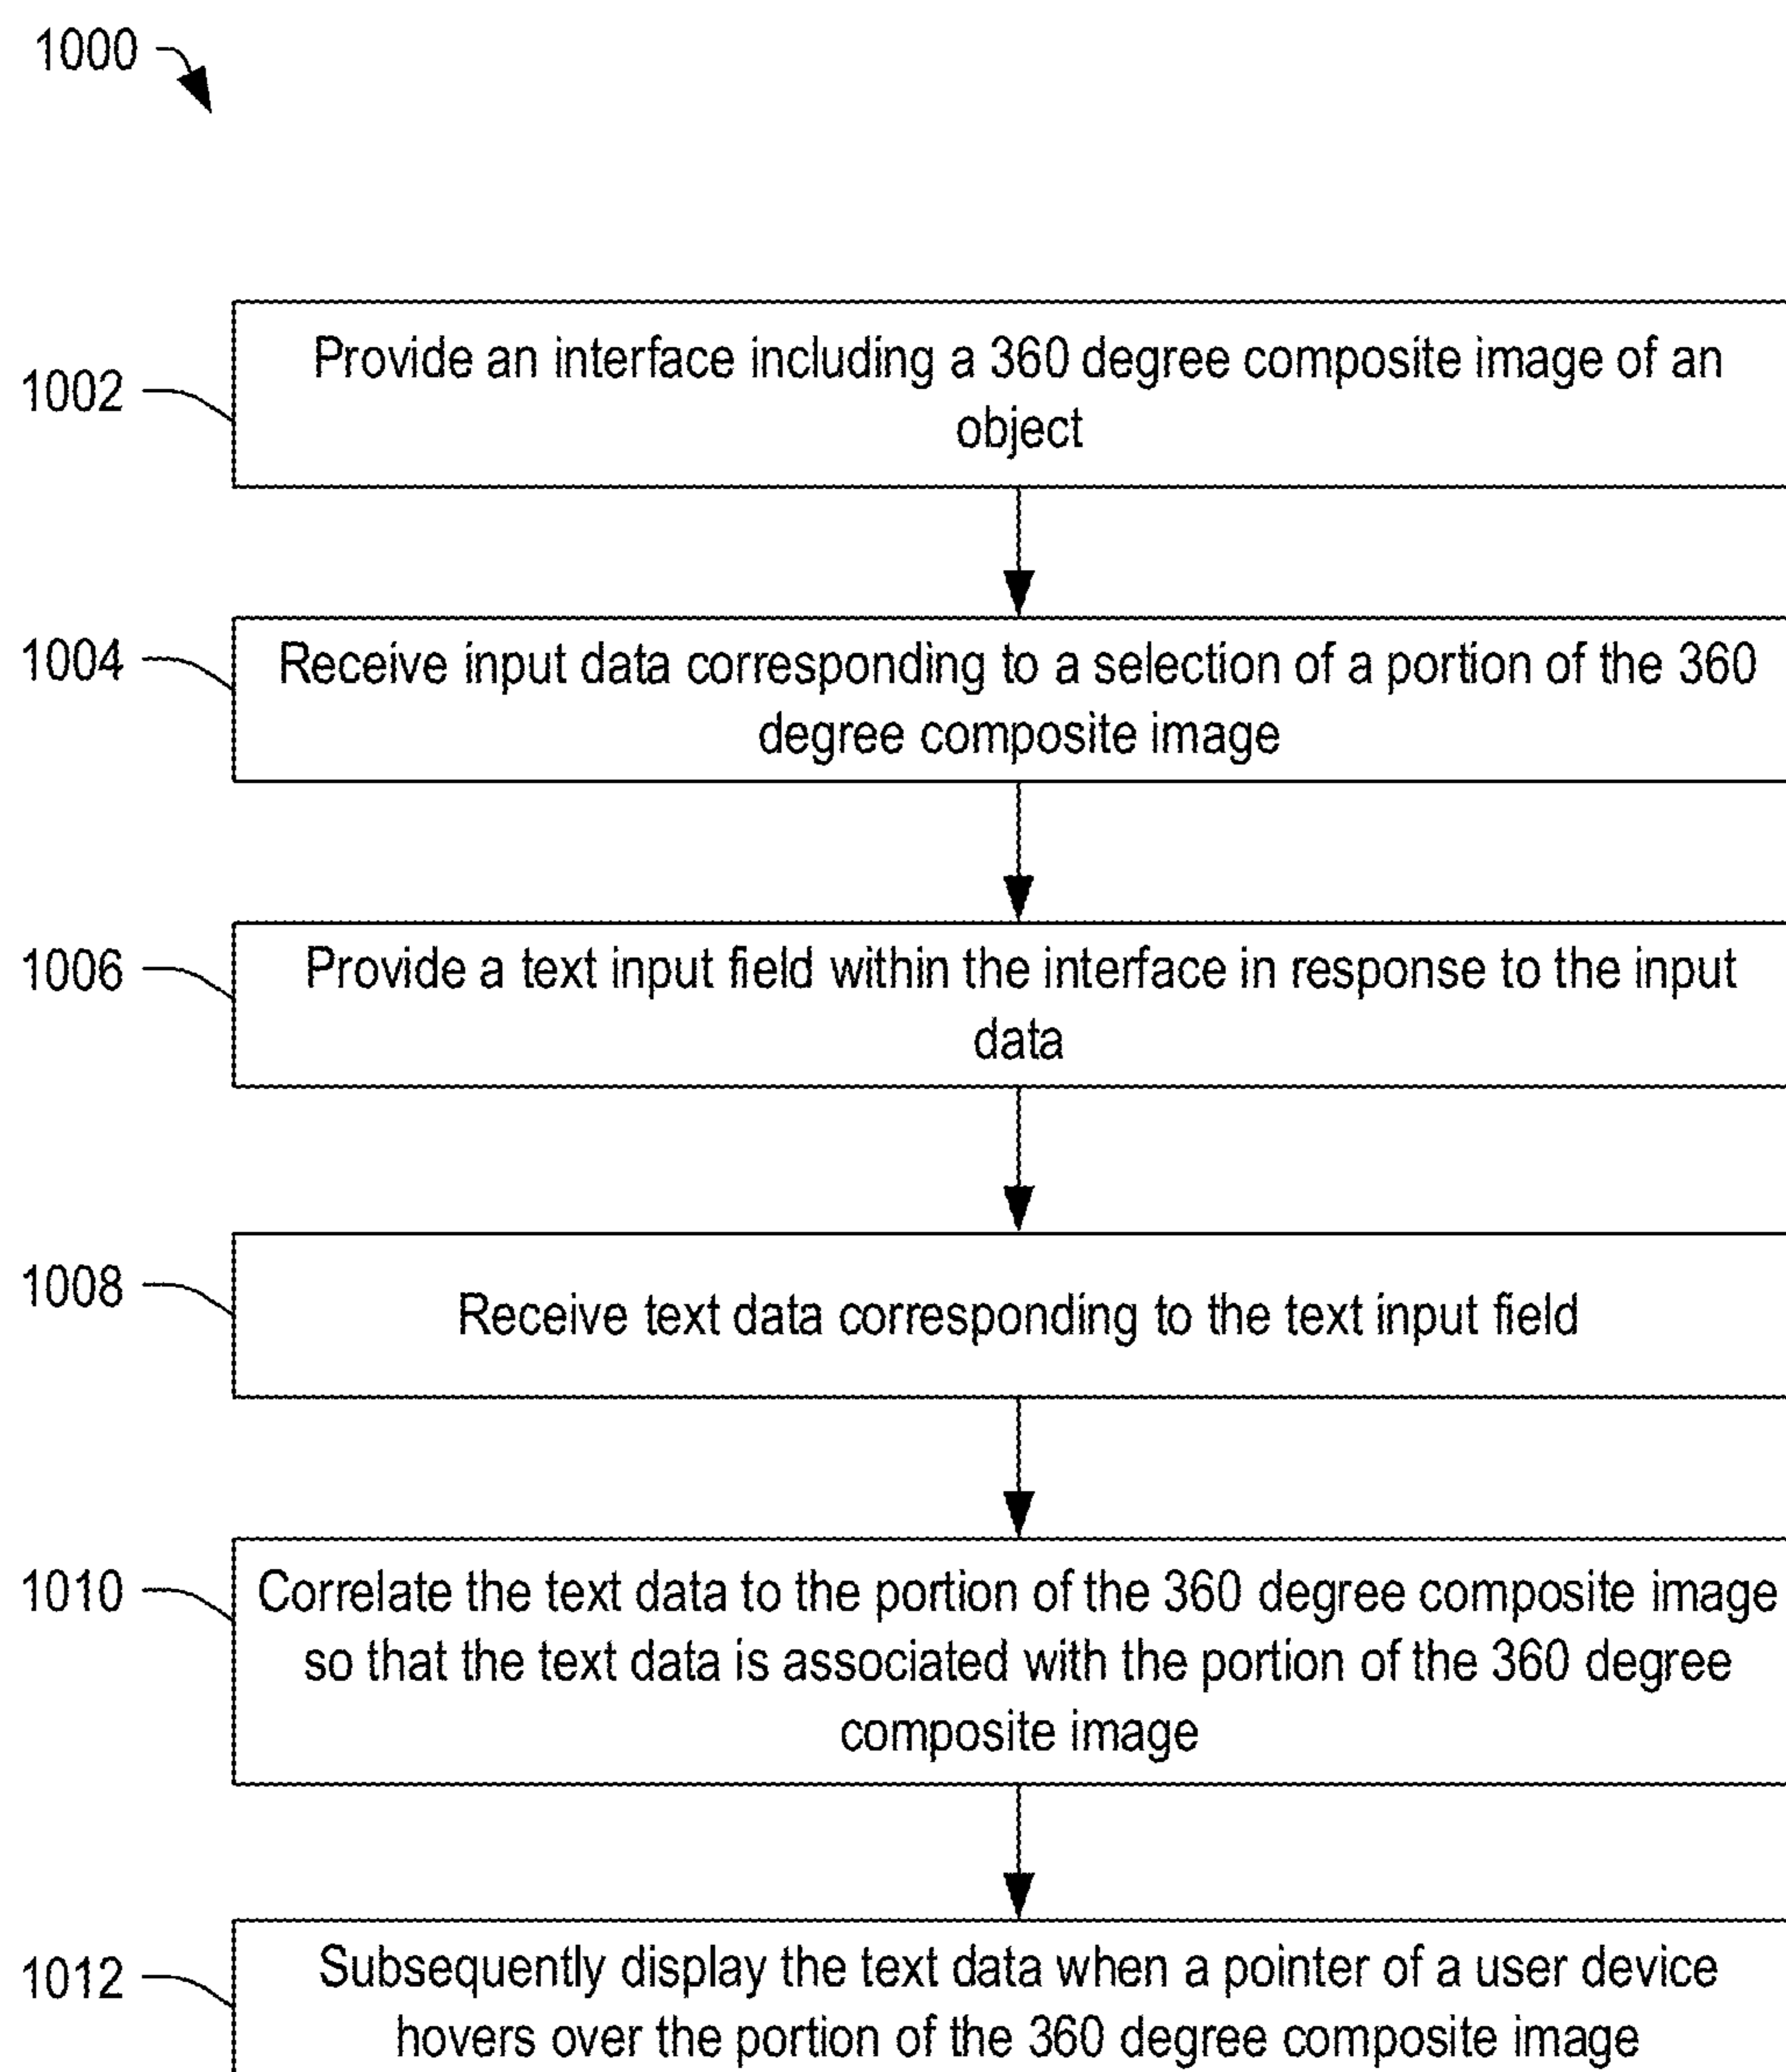 1000
1002
Provide an interface including a 360 degree composite image of an
object
1004
Receive input data corresponding to a selection of a portion of the 360
degree composite image
1006
Provide a text input field within the interface in response to the input
data
1008
Receive text data corresponding to the text input field
1010
Correlate the text data to the portion of the 360 degree composite image
so that the text data is associated with the portion of the 360 degree
composite image
1012
Subsequently display the text data when a pointer of a user device
hovers over the portion of the 360 degree composite image